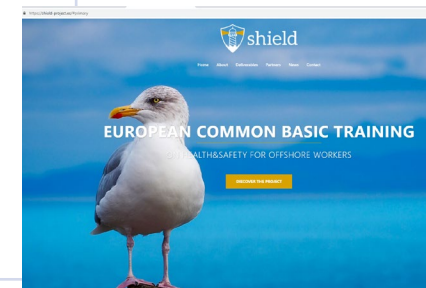 shield
Home About Deliverables Partners News Contact
EUROPEAN COMMON BASIC TRAINING
HEALTH&SAFETY FOR OFFSHORE WORKERS
DISCOVER THE PROJECT